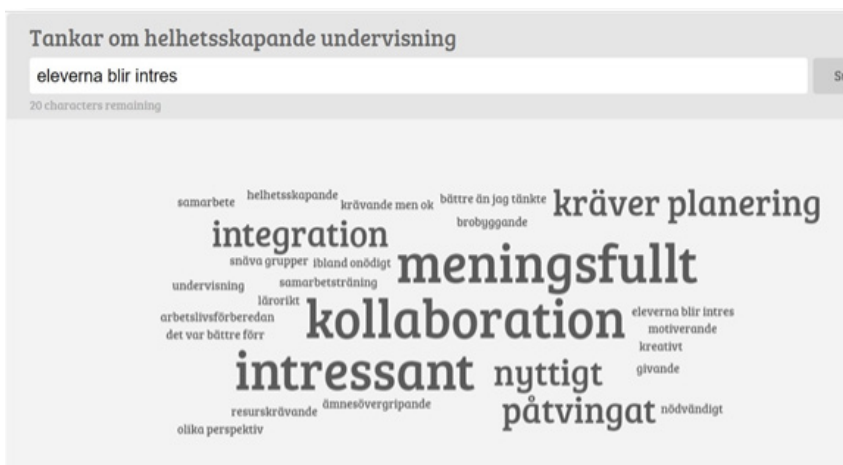 Tankar om helhetsskapande undervisning
eleverna blir intres
20 characters remaining
samarbete helhetsskapande krävande men ok bättre än jag tänkte kräver planering
integration brobyggande
snäva grupper ibland onödigt meningsfullt
undervisning samarbetsträning
lärorikt
arbetslivsförberedan kollaboration eleverna blir intres
det var bättre förr motiverande
kreativt
intressant nyttigt givande
resurskrävande ämnesövergripande påtvingat nödvändigt
olika perspektiv